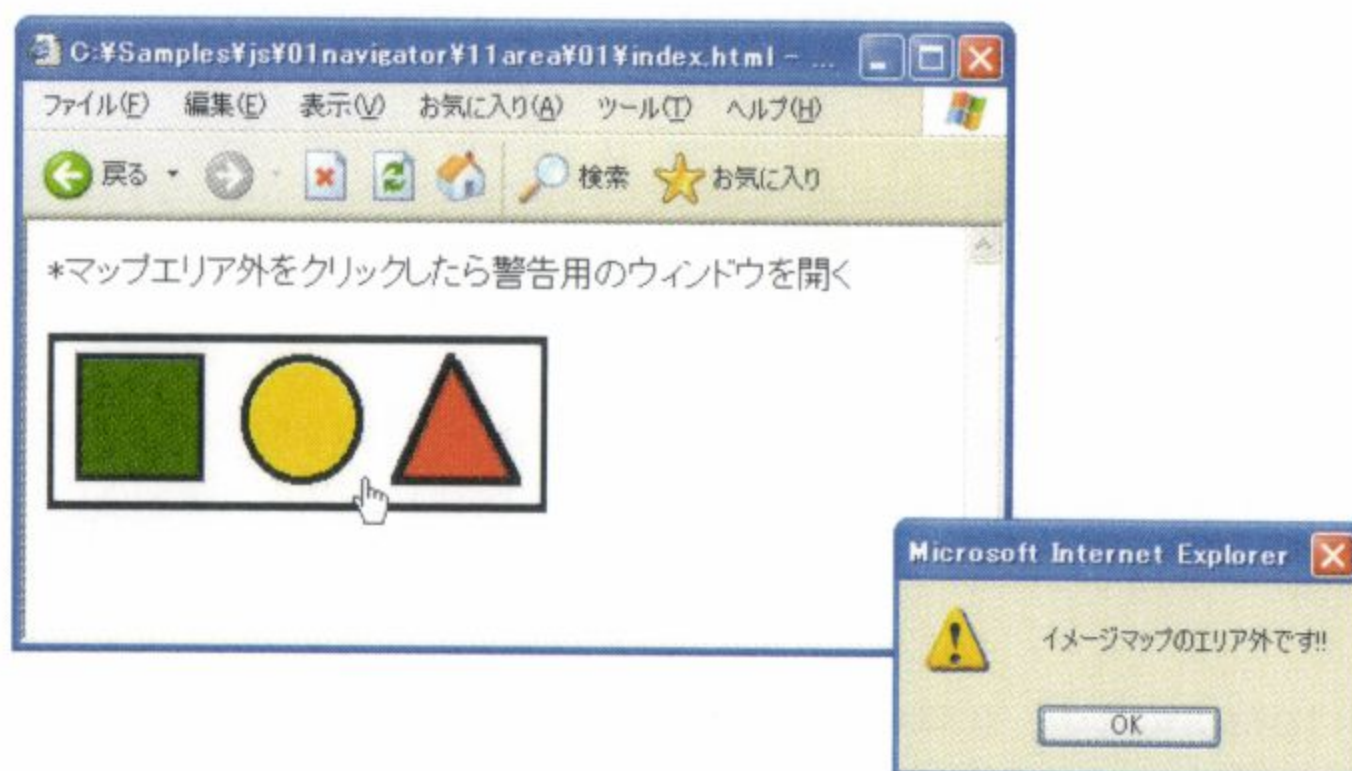 C:¥Samples¥js¥01navigator¥11area¥01¥index.html - ...
ファイル(F) 編集(E) 表示(V) お気に入り(A) ツール(T) ヘルプ(H)
戻る 検索 お気に入り
*マップエリア外をクリックしたら警告用のウィンドウを開く
Microsoft Internet Explorer
イメージマップのエリア外です!!
OK